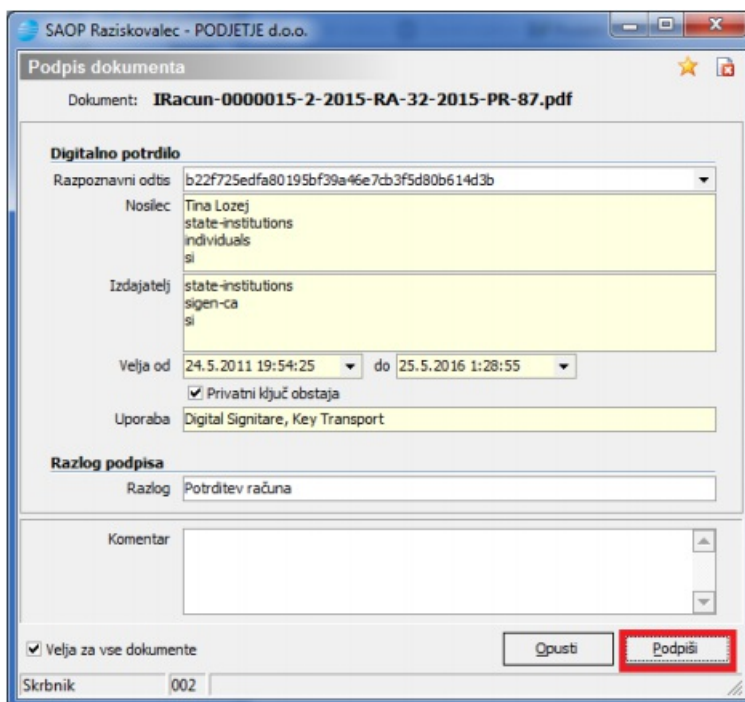 SAOP Raziskovalec - PODJETJE d.o.o.
Podpis dokumenta
Dokument: IRacun-0000015-2-2015-RA-32-2015-PR-87.pdf
Digitalno potrdilo
Razpoznavni odtis b22f725edfa80195bf39a46e7cb3f5d80b614d3b
Nosilec Tina Lozej
state-institutions
individuals
si
Izdajatelj state-institutions
sigen-ca
si
Velja od 24.5.2011 19:54:25 do 25.5.2016 1:28:55
Privatni ključ obstaja
Uporaba Digital Signitare, Key Transport
Razlog podpisa
Razlog Potrditev računa
Komentar
Velja za vse dokumente Opusti Podpiši
Skrbnik 002